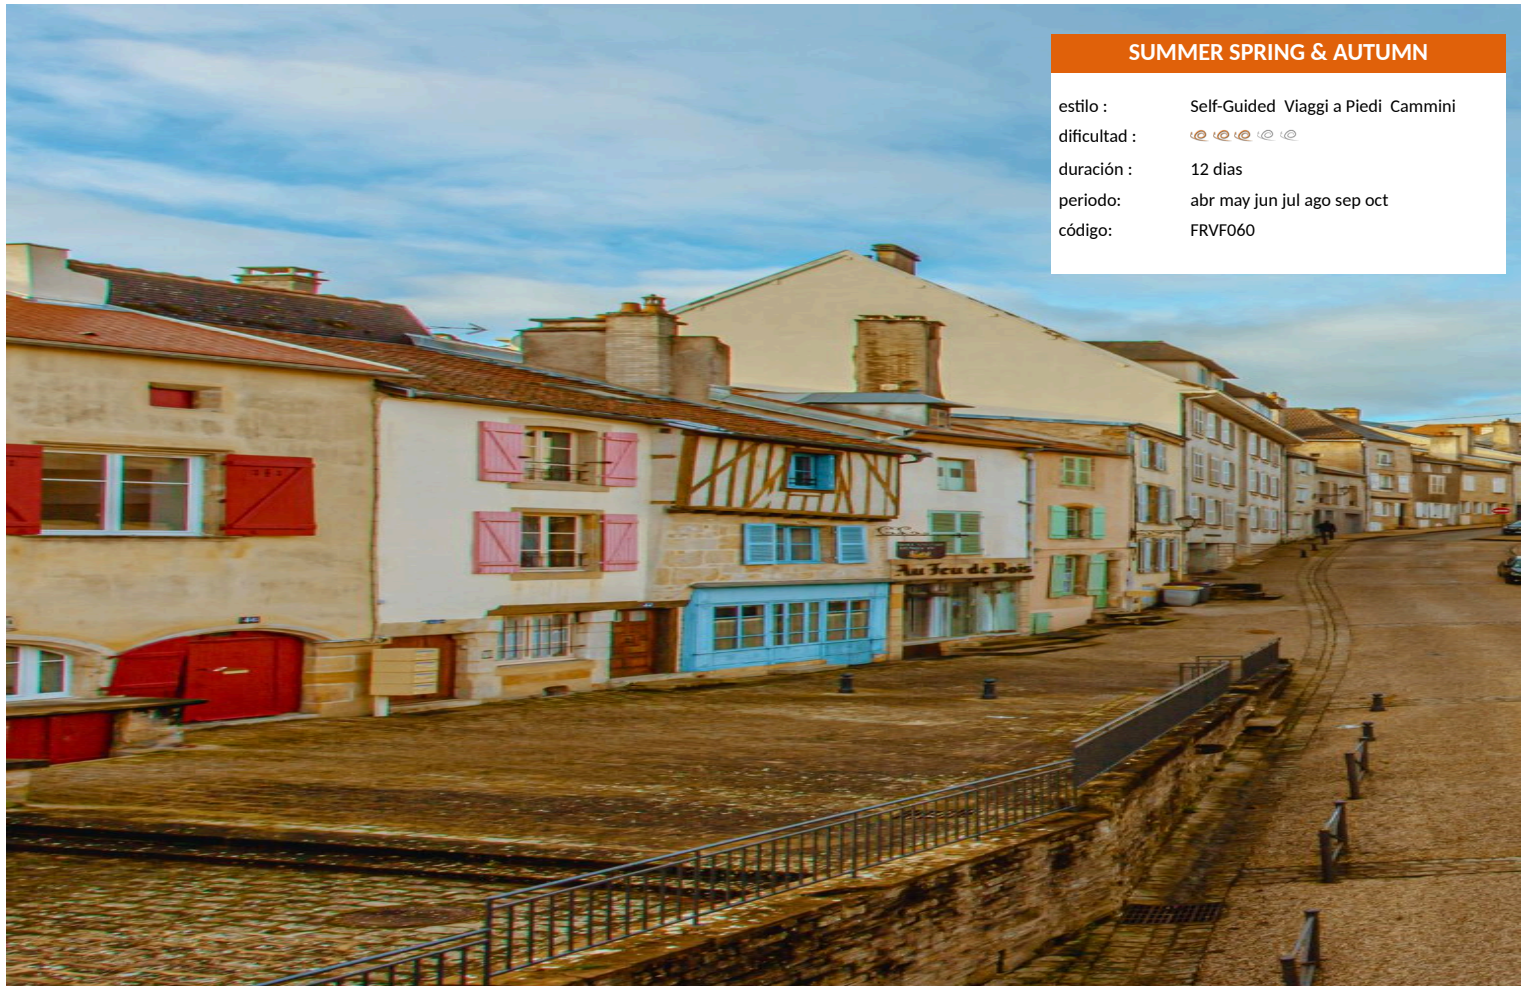 SUMMER SPRING & AUTUMN
estilo : Self-Guided Viaggi a Piedi Cammini
dificultad :
duración : 12 dias
periodo: abr may jun jul ago sep oct
código: FRVF060
Au Feu de Bois